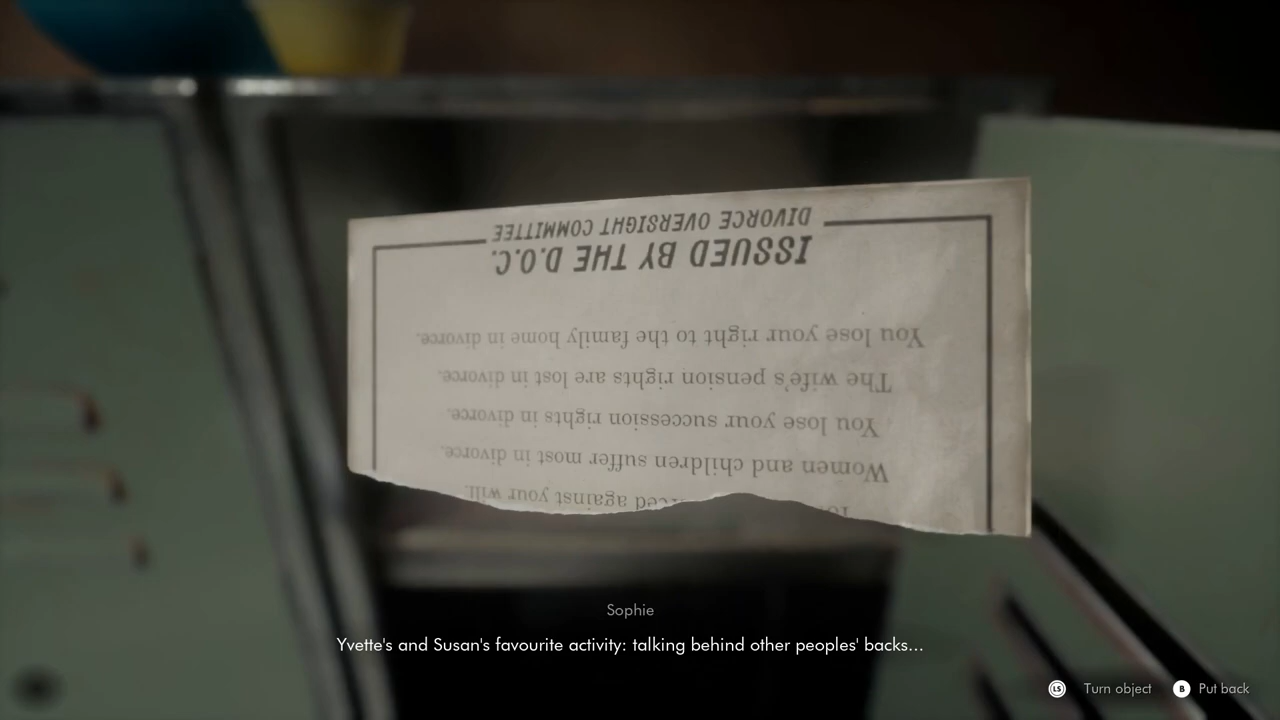 against your will.
Women and children suffer most in divorce.
You lose your succession rights in divorce.
The wife's pension rights are lost in divorce.
You lose your right to the family home in divorce.
ISSUED BY THE D.O.C.
DIVORCE OVERSIGHT COMMITTEE
Sophie
Yvette's and Susan's favourite activity: talking behind other peoples' backs...
LS Turn object B Put back